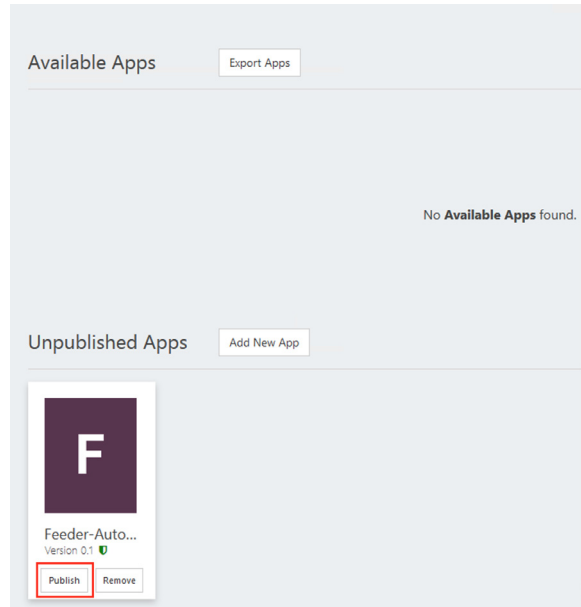 Available Apps
Export Apps
No Available Apps found.
Unpublished Apps
Add New App
F
Feeder-Auto...
Version 0.1
Publish
Remove